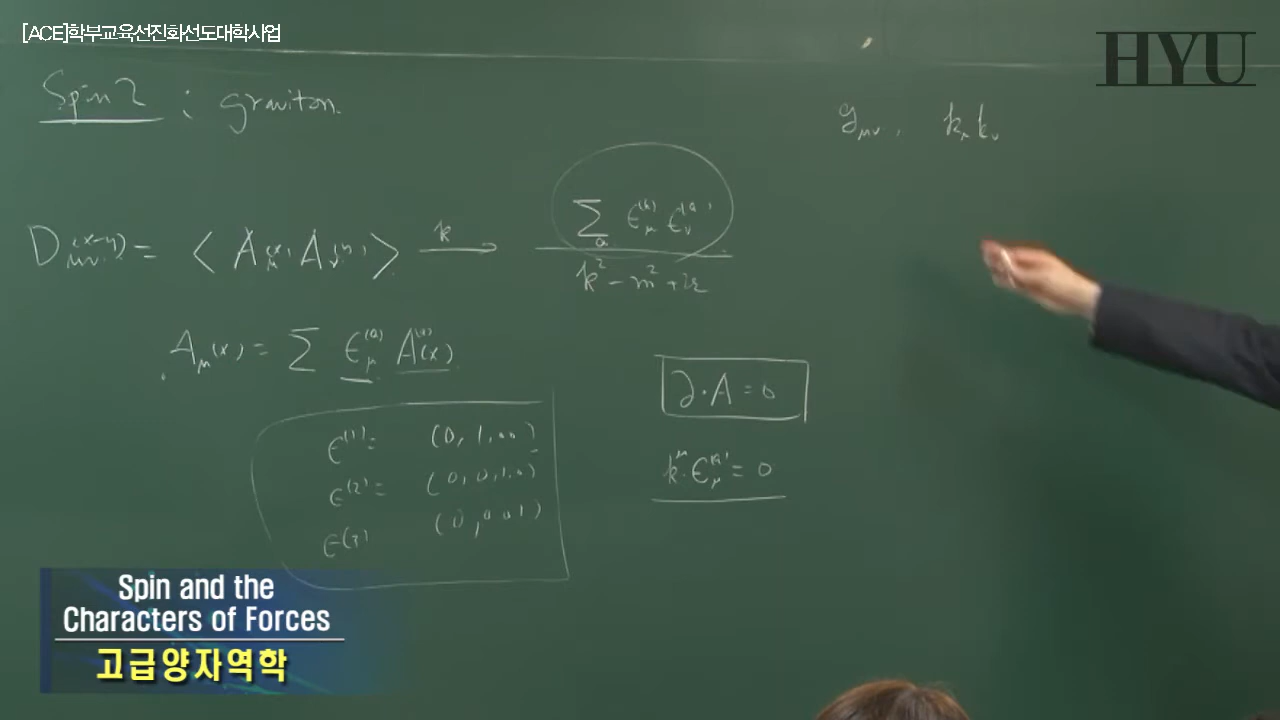 [ACE]학부교육선진화선도대학사업
HYU
Spin 2 : graviton
g_μν, k_μ k_ν
D_μν(x-y) = < A_μ(x) A_ν(y) > k → Σ_a ε_μ^(a) ε_ν^(a) / k² - m² + iε
A_μ(x) = Σ ε_μ^(a) A^(a)(x)
∂·A = 0
k^μ ε_μ^(a) = 0
ε^(1) = (0, 1, 0 0)
ε^(2) = (0, 0, 1, 0)
ε^(3) (0, 0 0 1)
Spin and the
Characters of Forces
고급양자역학